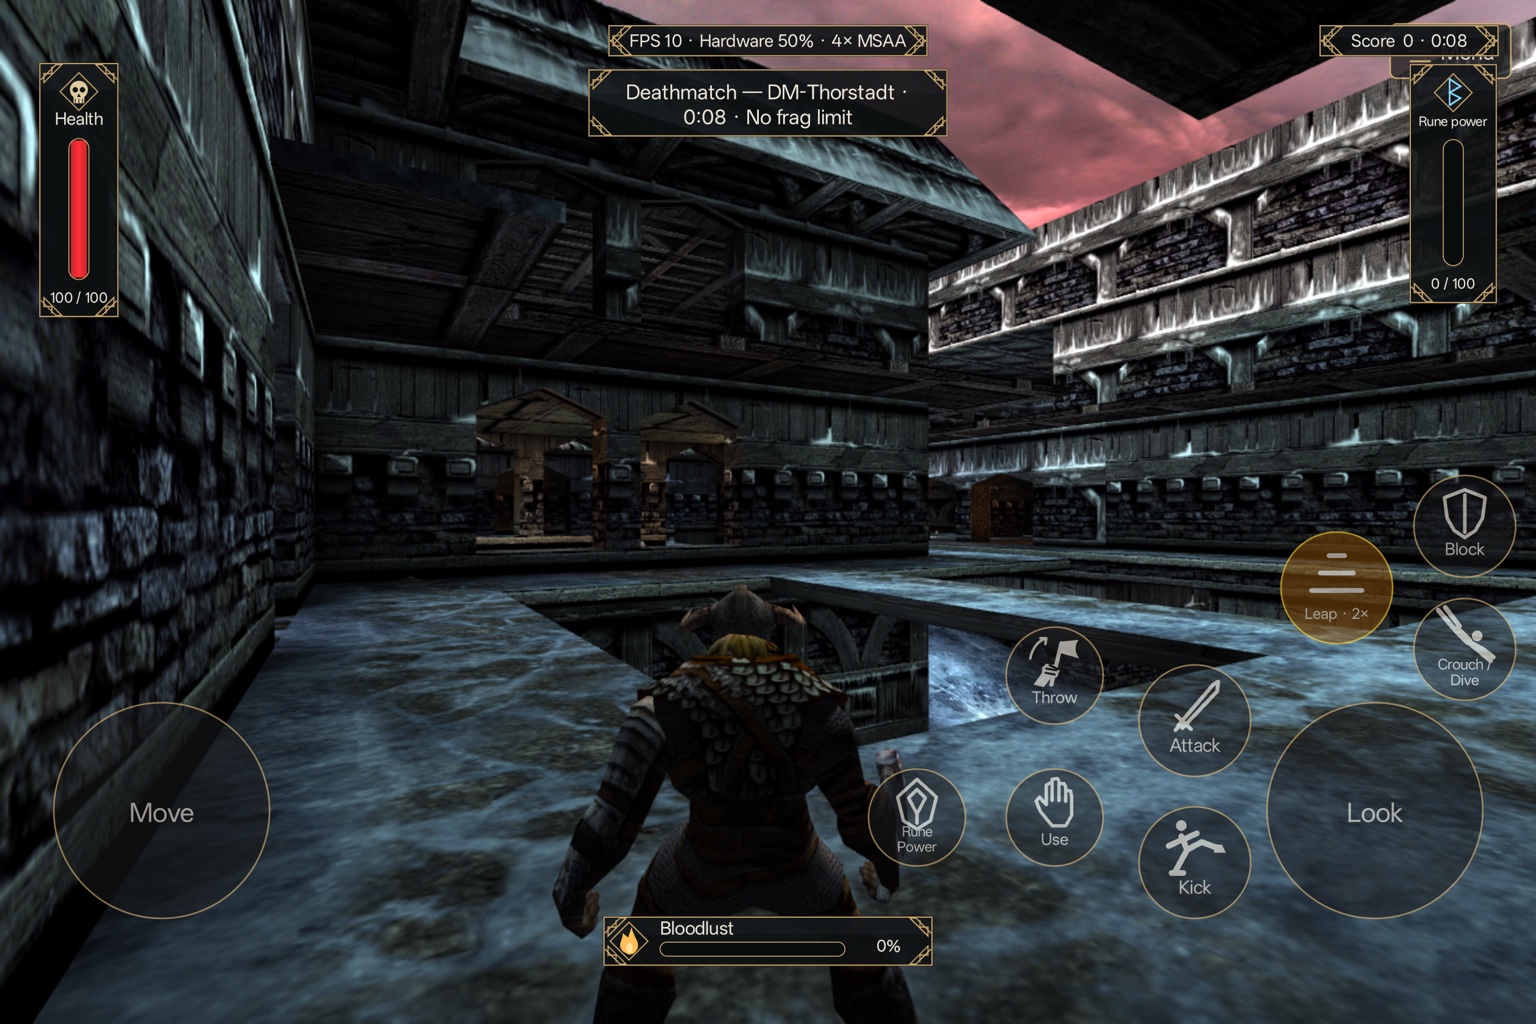 FPS 10 · Hardware 50% · 4× MSAA
Score 0 · 0:08
Menu
Deathmatch — DM-Thorstadt ·
0:08 · No frag limit
Health
100 / 100
Rune power
0 / 100
Block
Leap · 2×
Crouch /
Dive
Throw
Attack
Move
Rune
Power
Use
Kick
Look
Bloodlust
0%